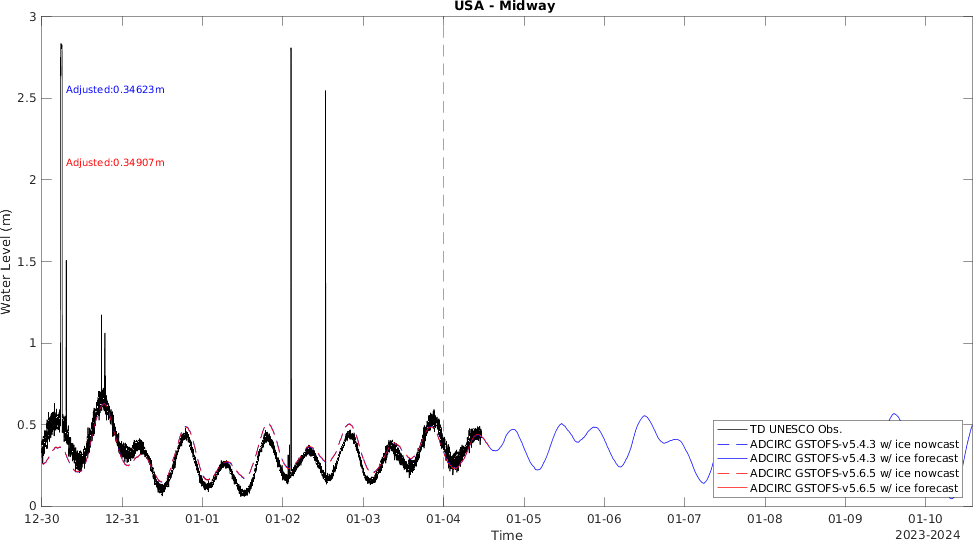 USA - Midway
3
2.5
2
1.5
1
0.5
0
Water Level (m)
Adjusted:0.34623m
Adjusted:0.34907m
TD UNESCO Obs.
ADCIRC GSTOFS-v5.4.3 w/ ice nowcast
ADCIRC GSTOFS-v5.4.3 w/ ice forecast
ADCIRC GSTOFS-v5.6.5 w/ ice nowcast
ADCIRC GSTOFS-v5.6.5 w/ ice forecast
12-30 12-31 01-01 01-02 01-03 01-04 01-05 01-06 01-07 01-08 01-09 01-10
Time
2023-2024